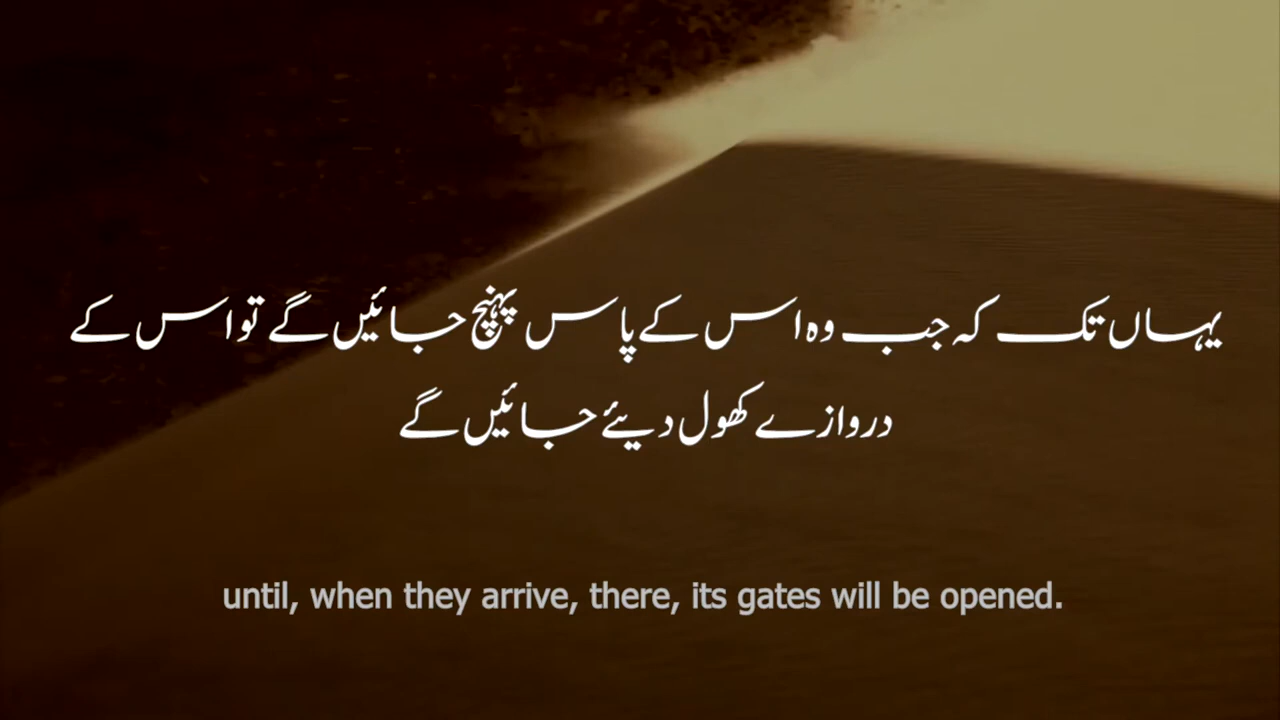 یہاں تک کہ جب وہ اس کے پاس پہنچ جائیں گے تو اس کے
دروازے کھول دیئے جائیں گے
until, when they arrive, there, its gates will be opened.